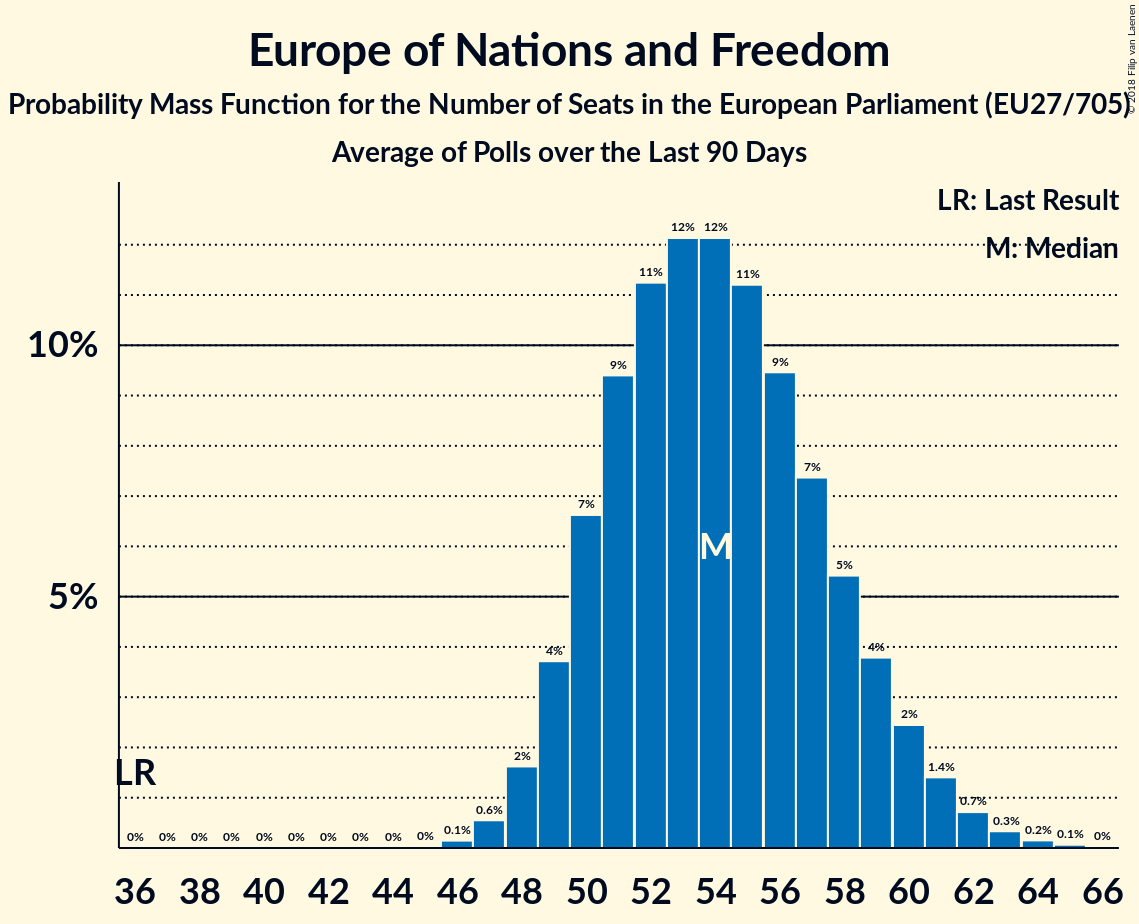 Europe of Nations and Freedom
Probability Mass Function for the Number of Seats in the European Parliament (EU27/705)
Average of Polls over the Last 90 Days
© 2018 Filip van Laenen
LR: Last Result
M: Median
10%
5%
LR
M
0% 0% 0% 0% 0% 0% 0% 0% 0% 0% 0.1% 0.6% 2% 4% 7% 9% 11% 12% 12% 11% 9% 7% 5% 4% 2% 1.4% 0.7% 0.3% 0.2% 0.1% 0%
36 38 40 42 44 46 48 50 52 54 56 58 60 62 64 66